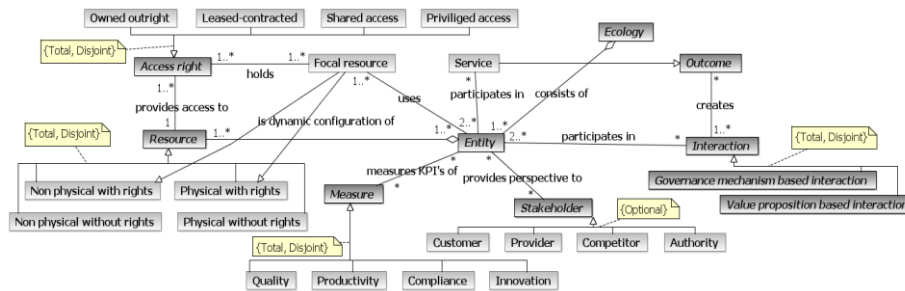 Owned outright
Leased-contracted
Shared access
Priviliged access
Ecology
{Total, Disjoint}
Access right
1..*
1..*
Focal resource
Service
Outcome
holds
1..*
1..*
*
*
uses
participates in
consists of
provides access to
creates
1
is dynamic configuration of
2..*
1..*
1..*
{Total, Disjoint}
Resource
1..*
1..*
Entity
2..*
participates in
*
Interaction
{Total, Disjoint}
*
*
measures KPI's of
provides perspective to
Non physical with rights
Physical with rights
*
*
Governance mechanism based interaction
Measure
Stakeholder
Value proposition based interaction
Non physical without rights
Physical without rights
{Optional}
{Total, Disjoint}
Customer
Provider
Competitor
Authority
Quality
Productivity
Compliance
Innovation